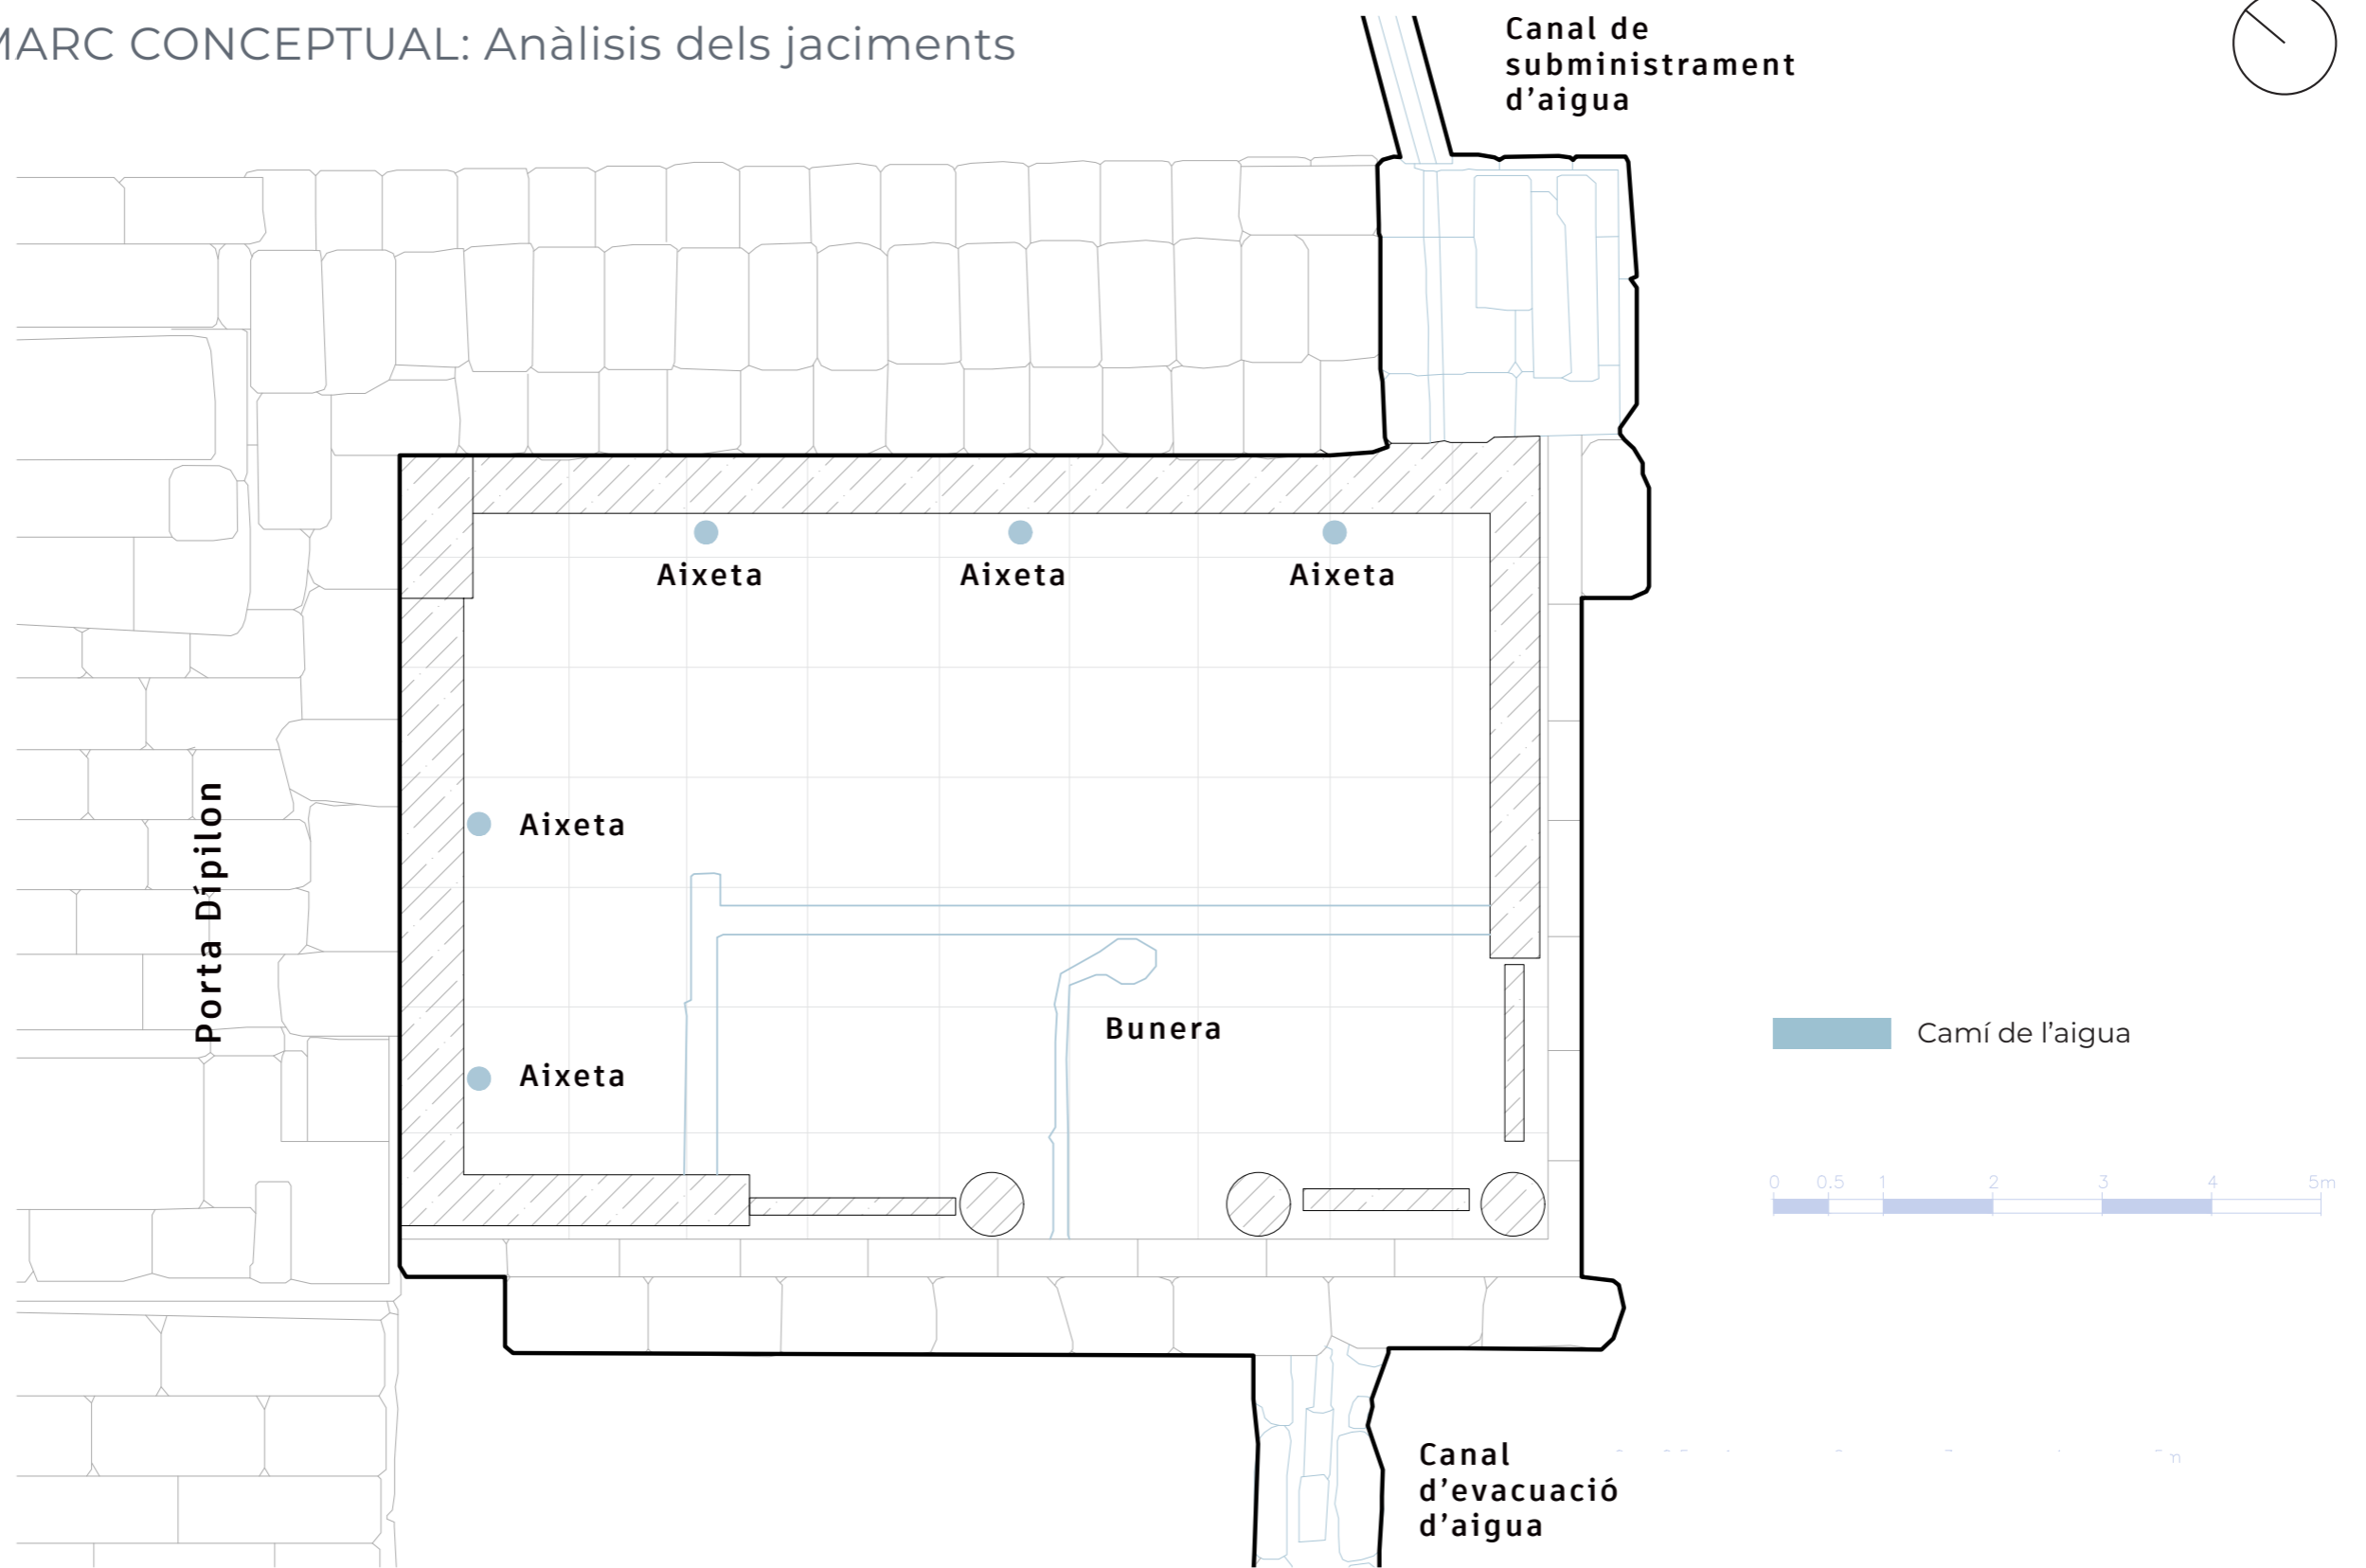 MARC CONCEPTUAL: Anàlisis dels jaciments
Canal de
subministrament
d’aigua
Aixeta
Aixeta
Aixeta
Porta Dípilon
Aixeta
Aixeta
Bunera
Camí de l’aigua
0 0.5 1 2 3 4 5m
Canal
d’evacuació
d’aigua